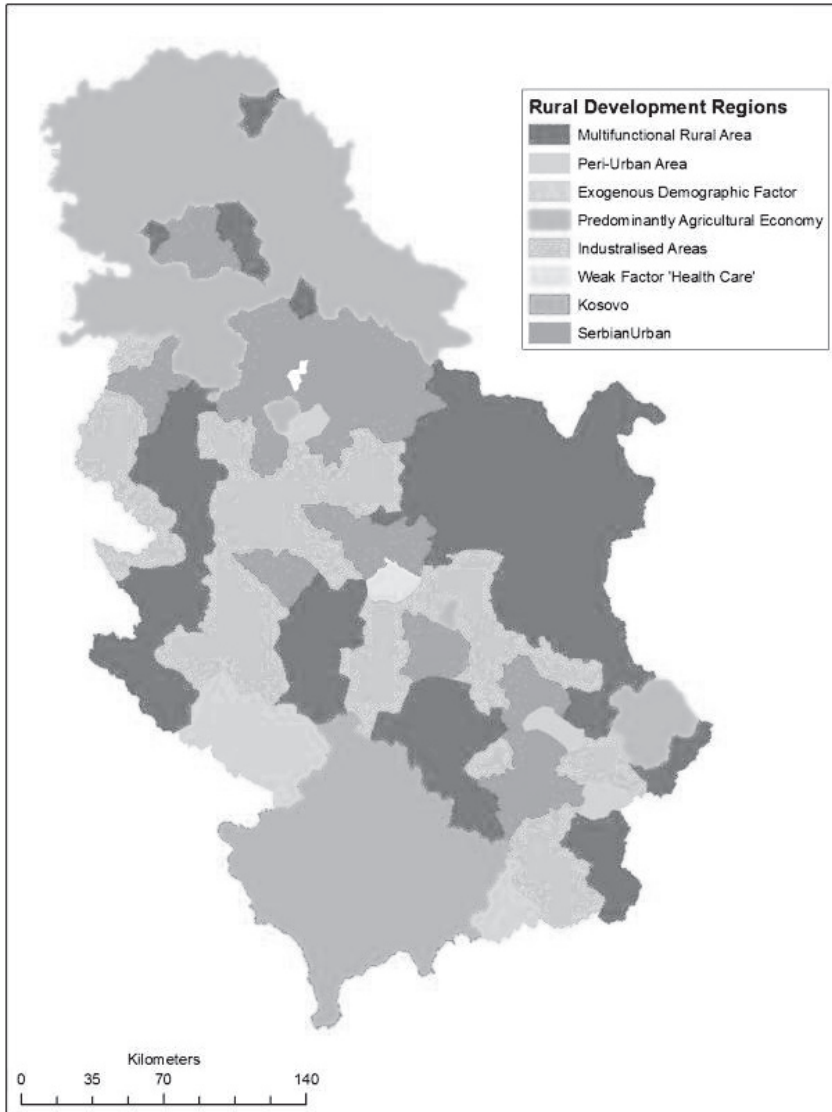 Rural Development Regions
Multifunctional Rural Area
Peri-Urban Area
Exogenous Demographic Factor
Predominantly Agricultural Economy
Industralised Areas
Weak Factor 'Health Care'
Kosovo
SerbianUrban
Kilometers
0 35 70 140